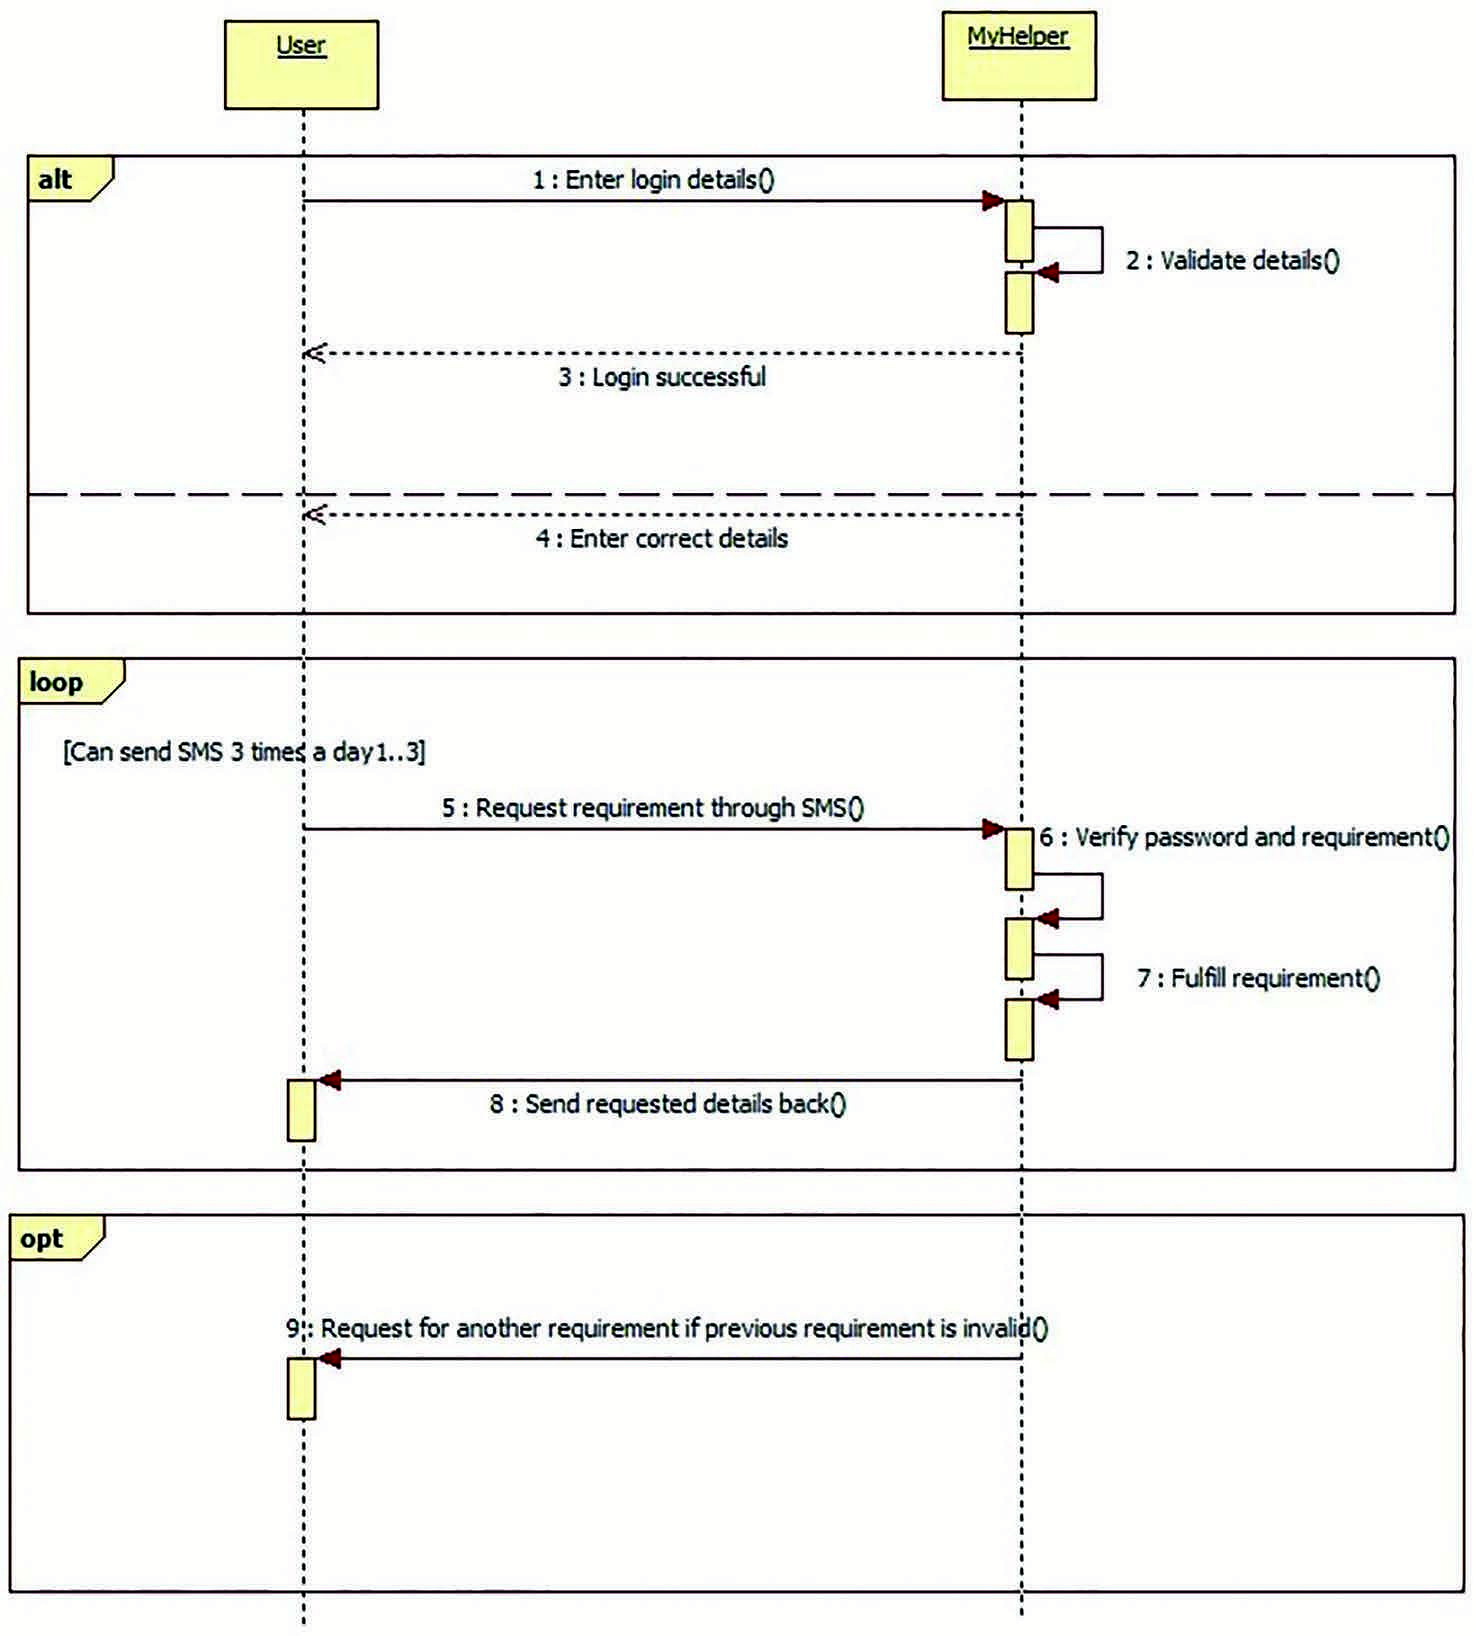 User
MyHelper
alt
1 : Enter login details()
2 : Validate details()
3 : Login successful
4 : Enter correct details
loop
[Can send SMS 3 times a day1..3]
5 : Request requirement through SMS()
6 : Verify password and requirement()
7 : Fulfill requirement()
8 : Send requested details back()
opt
9 : Request for another requirement if previous requirement is invalid()